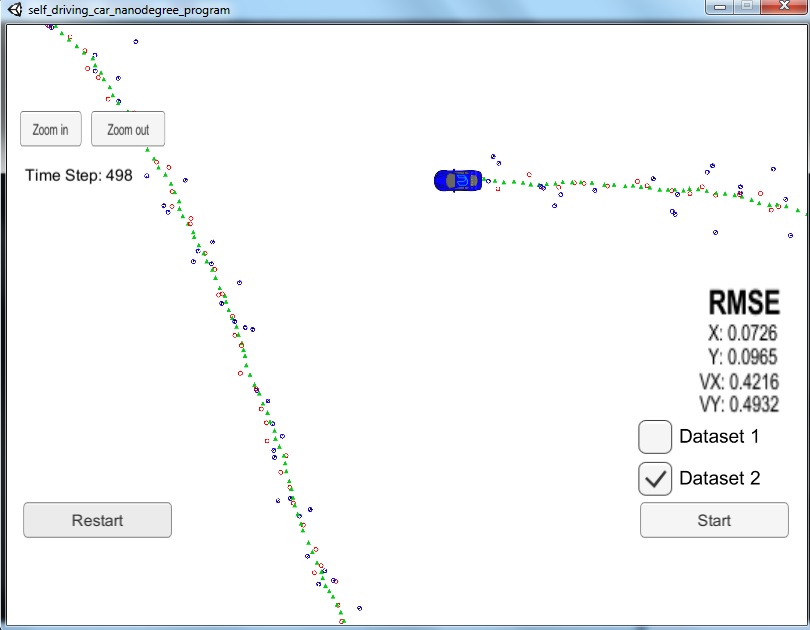 self_driving_car_nanodegree_program
Zoom in
Zoom out
Time Step: 498
RMSE
X: 0.0726
Y: 0.0965
VX: 0.4216
VY: 0.4932
Dataset 1
Dataset 2
Restart
Start